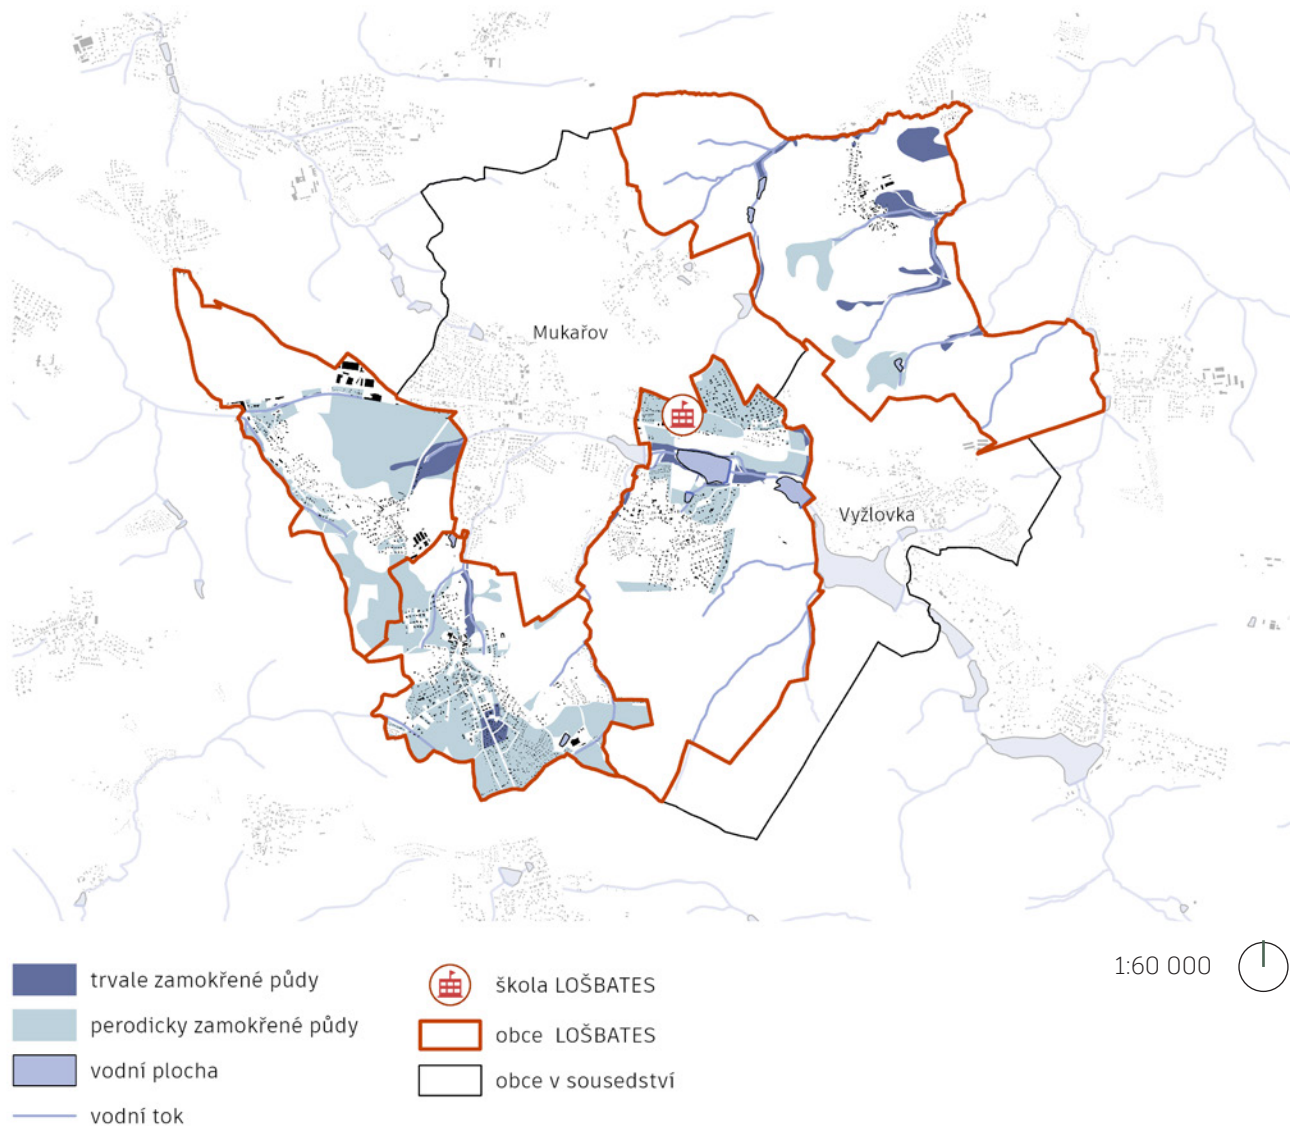 Mukařov
Vyžlovka
trvale zamokřené půdy
perodicky zamokřené půdy
vodní plocha
vodní tok
škola LOŠBATES
obce LOŠBATES
obce v sousedství
1:60 000